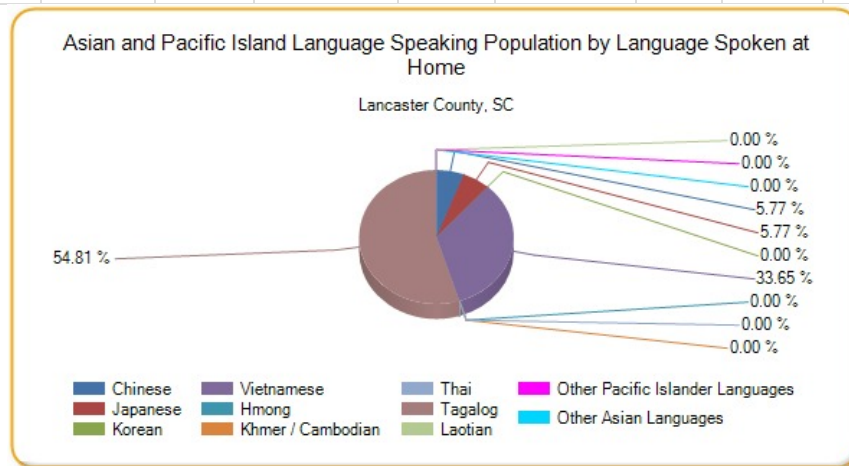 Asian and Pacific Island Language Speaking Population by Language Spoken at
Home
Lancaster County, SC
0.00 %
0.00 %
0.00 %
5.77 %
5.77 %
0.00 %
54.81 %
33.65 %
0.00 %
0.00 %
0.00 %
Chinese
Japanese
Korean
Vietnamese
Hmong
Khmer / Cambodian
Thai
Tagalog
Laotian
Other Pacific Islander Languages
Other Asian Languages